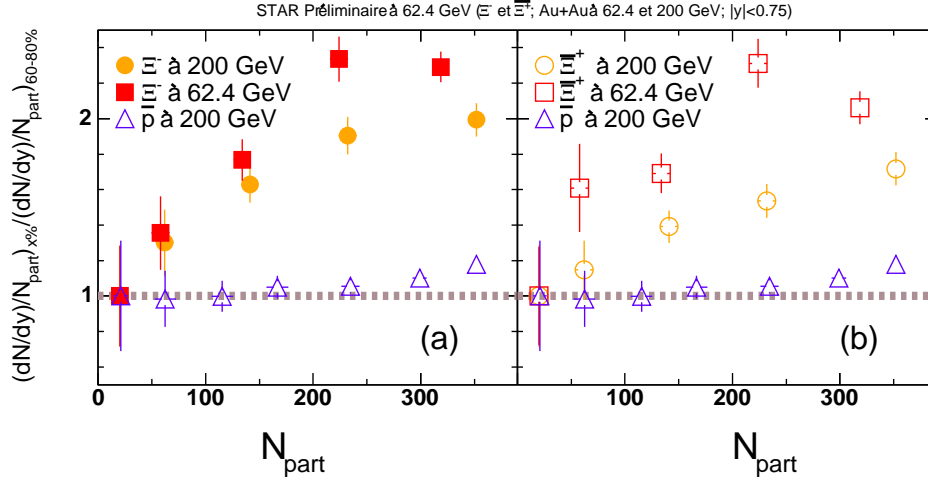 STAR Préliminaire à 62.4 GeV (Ξ⁻ et Ξ̅⁺; Au+Au à 62.4 et 200 GeV; |y|<0.75)
(dN/dy)/N_part)_x%/(dN/dy)/N_part)_60-80%
Ξ⁻ à 200 GeV
Ξ⁻ à 62.4 GeV
p̅ à 200 GeV
Ξ̅⁺ à 200 GeV
Ξ̅⁺ à 62.4 GeV
p̅ à 200 GeV
2
1
(a)
(b)
0 100 200 300
0 100 200 300
N_part
N_part